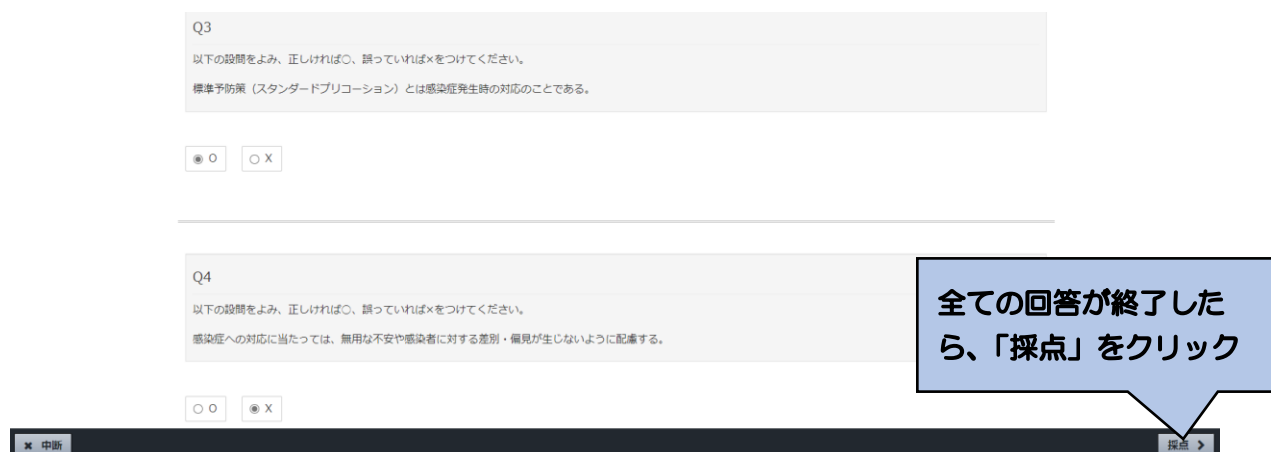 Q3
以下の設問をよみ、正しければ○、誤っていれば×をつけてください。
標準予防策（スタンダードプリコーション）とは感染症発生時の対応のことである。
O X
Q4
以下の設問をよみ、正しければ○、誤っていれば×をつけてください。
感染症への対応に当たっては、無用な不安や感染者に対する差別・偏見が生じないように配慮する。
O X
全ての回答が終了した
ら、「採点」をクリック
× 中断
採点 >